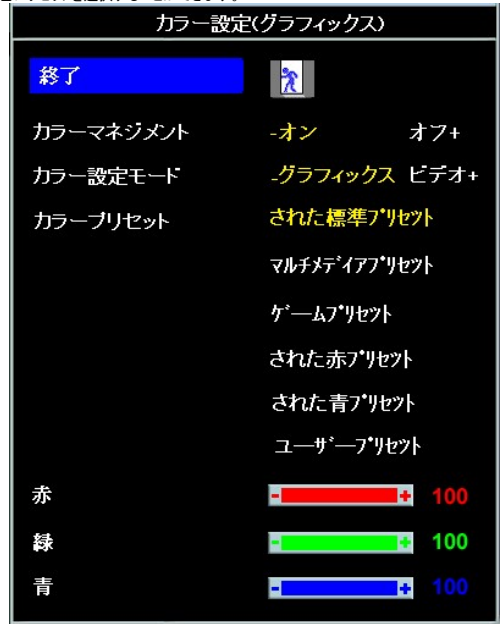 カラー設定(グラフィックス)
終了
カラーマネジメント -オン オフ+
カラー設定モード -グラフィックス ビデオ+
カラープリセット された標準プリセット
マルチメディアプリセット
ゲームプリセット
された赤プリセット
された青プリセット
ユーザープリセット
赤 - + 100
緑 - + 100
青 - + 100